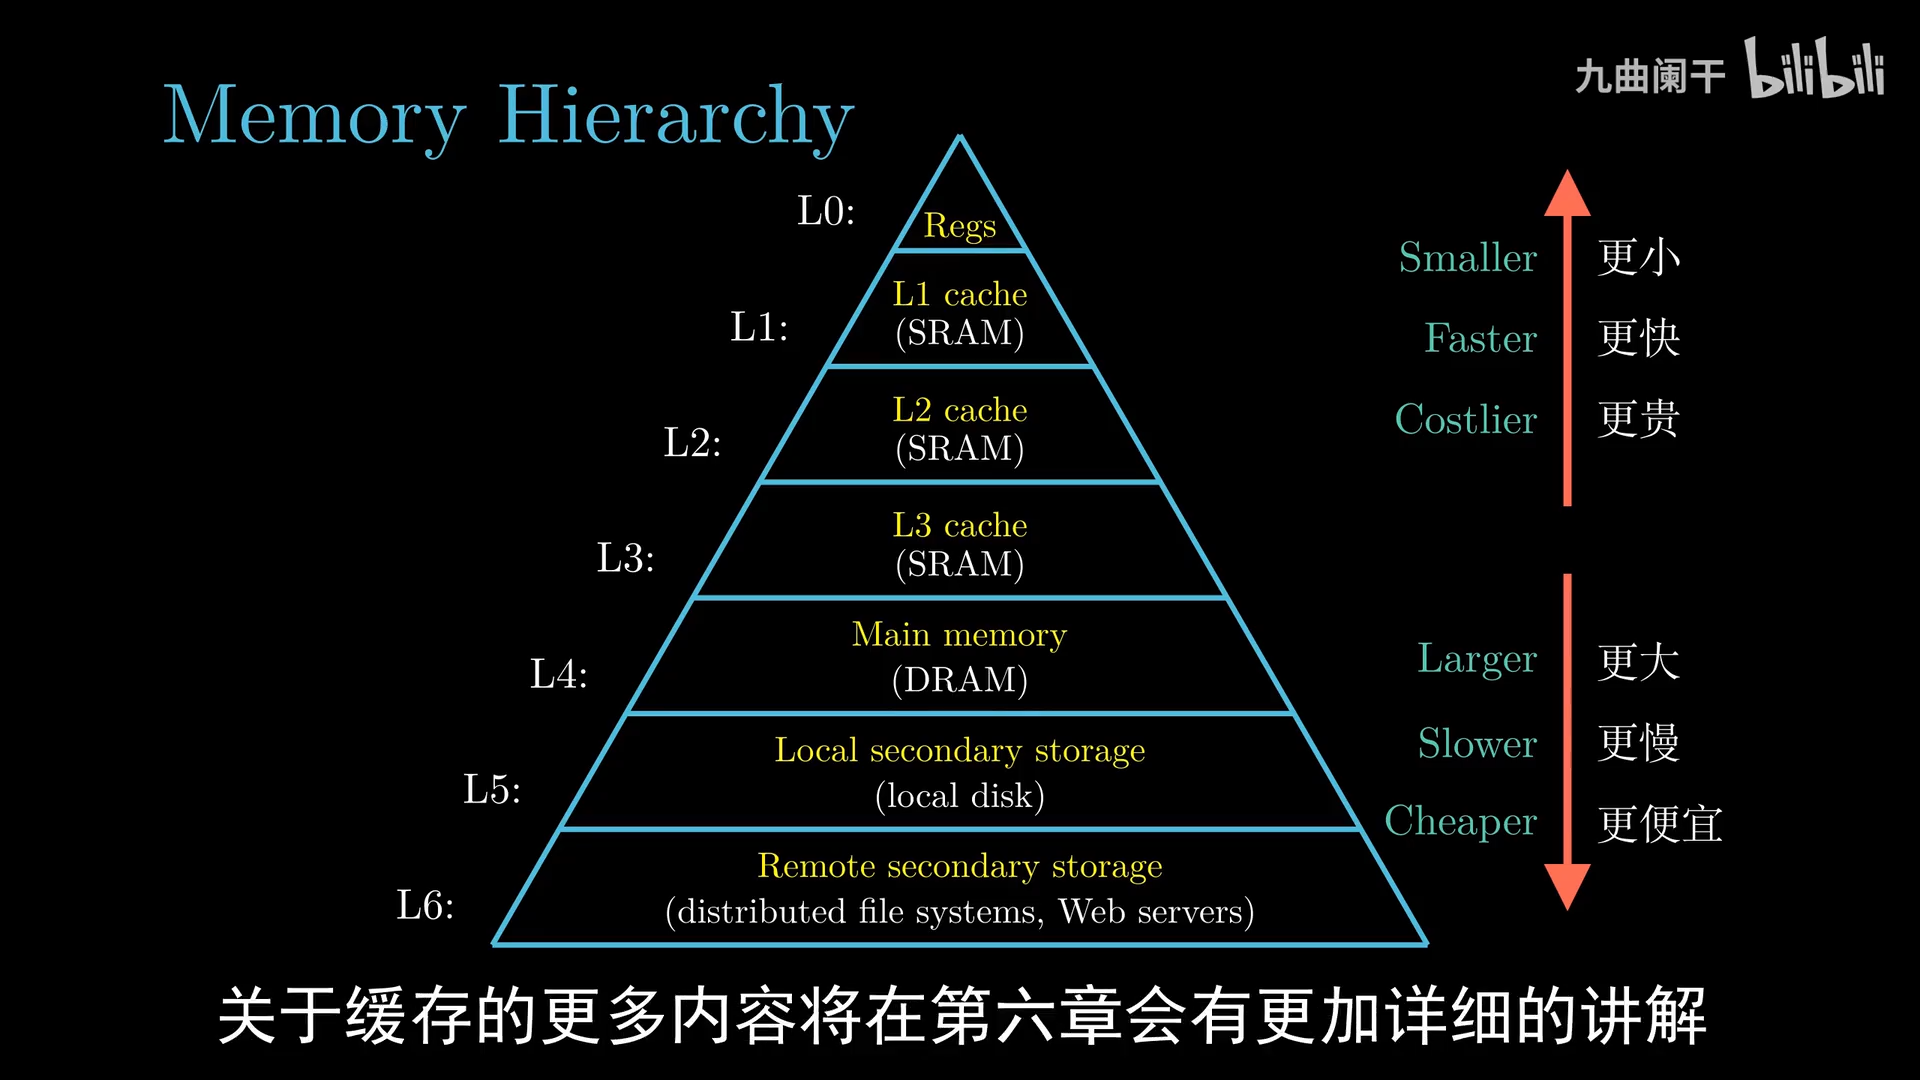 九曲阑干 bilibili
Memory Hierarchy
L0:
Regs
L1:
L1 cache
(SRAM)
L2:
L2 cache
(SRAM)
L3:
L3 cache
(SRAM)
L4:
Main memory
(DRAM)
L5:
Local secondary storage
(local disk)
L6:
Remote secondary storage
(distributed file systems, Web servers)
Smaller 更小
Faster 更快
Costlier 更贵
Larger 更大
Slower 更慢
Cheaper 更便宜
关于缓存的更多内容将在第六章会有更加详细的讲解